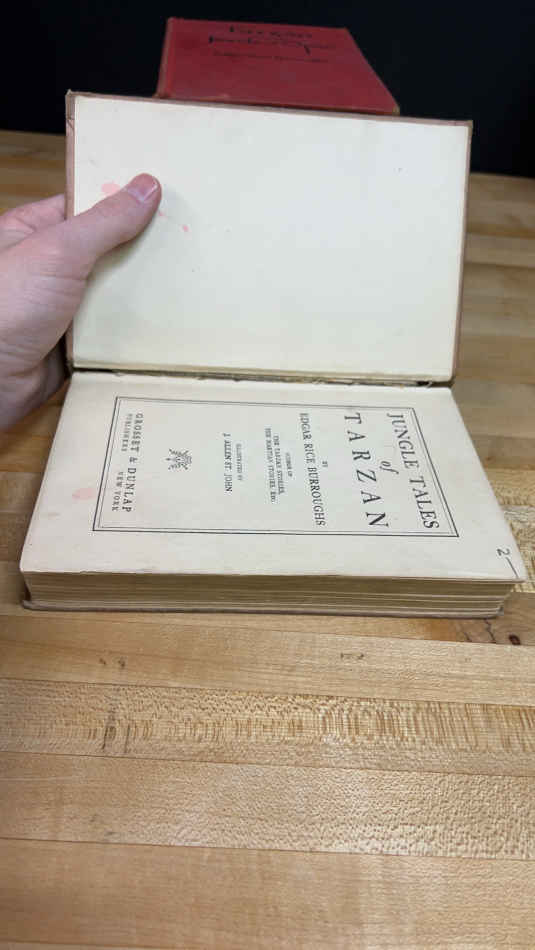 Tarzan
JUNGLE TALES
of
TARZAN
BY
EDGAR RICE BURROUGHS
AUTHOR OF
THE TARZAN STORIES,
THE MARTIAN STORIES, Etc.
ILLUSTRATED BY
J ALLEN ST. JOHN
GROSSET & DUNLAP
PUBLISHERS NEW YORK
2—